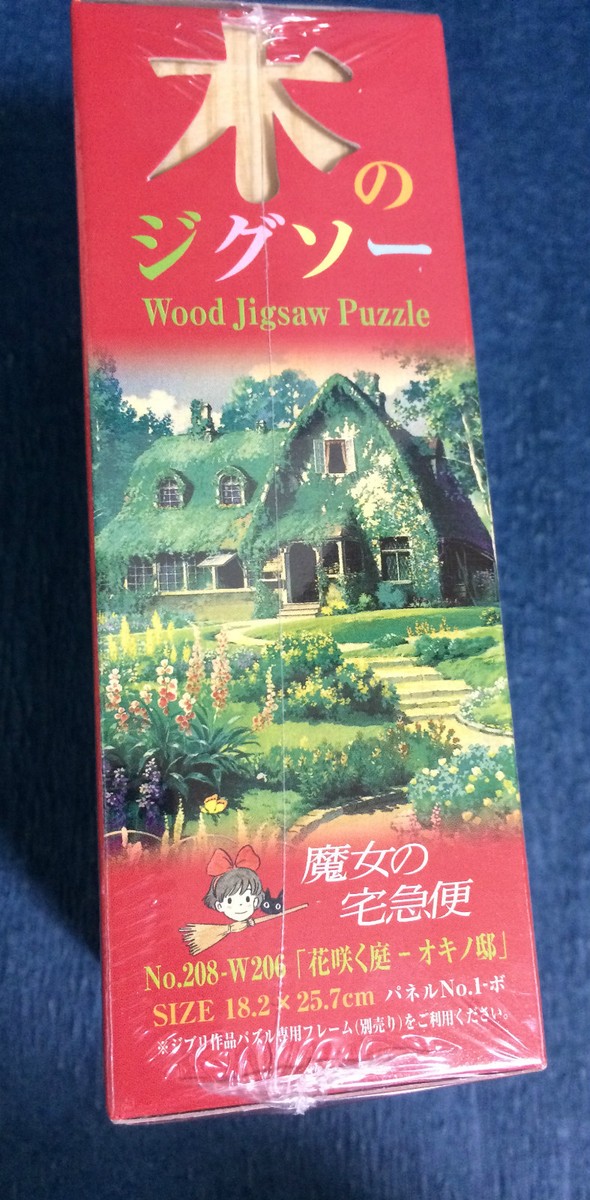 木の
ジグソー
Wood Jigsaw Puzzle
魔女の
宅急便
No.208-W206「花咲く庭－オキノ邸」
SIZE 18.2×25.7cm パネルNo.1-ボ
※ジブリ作品パズル専用フレーム(別売り)をご利用ください。